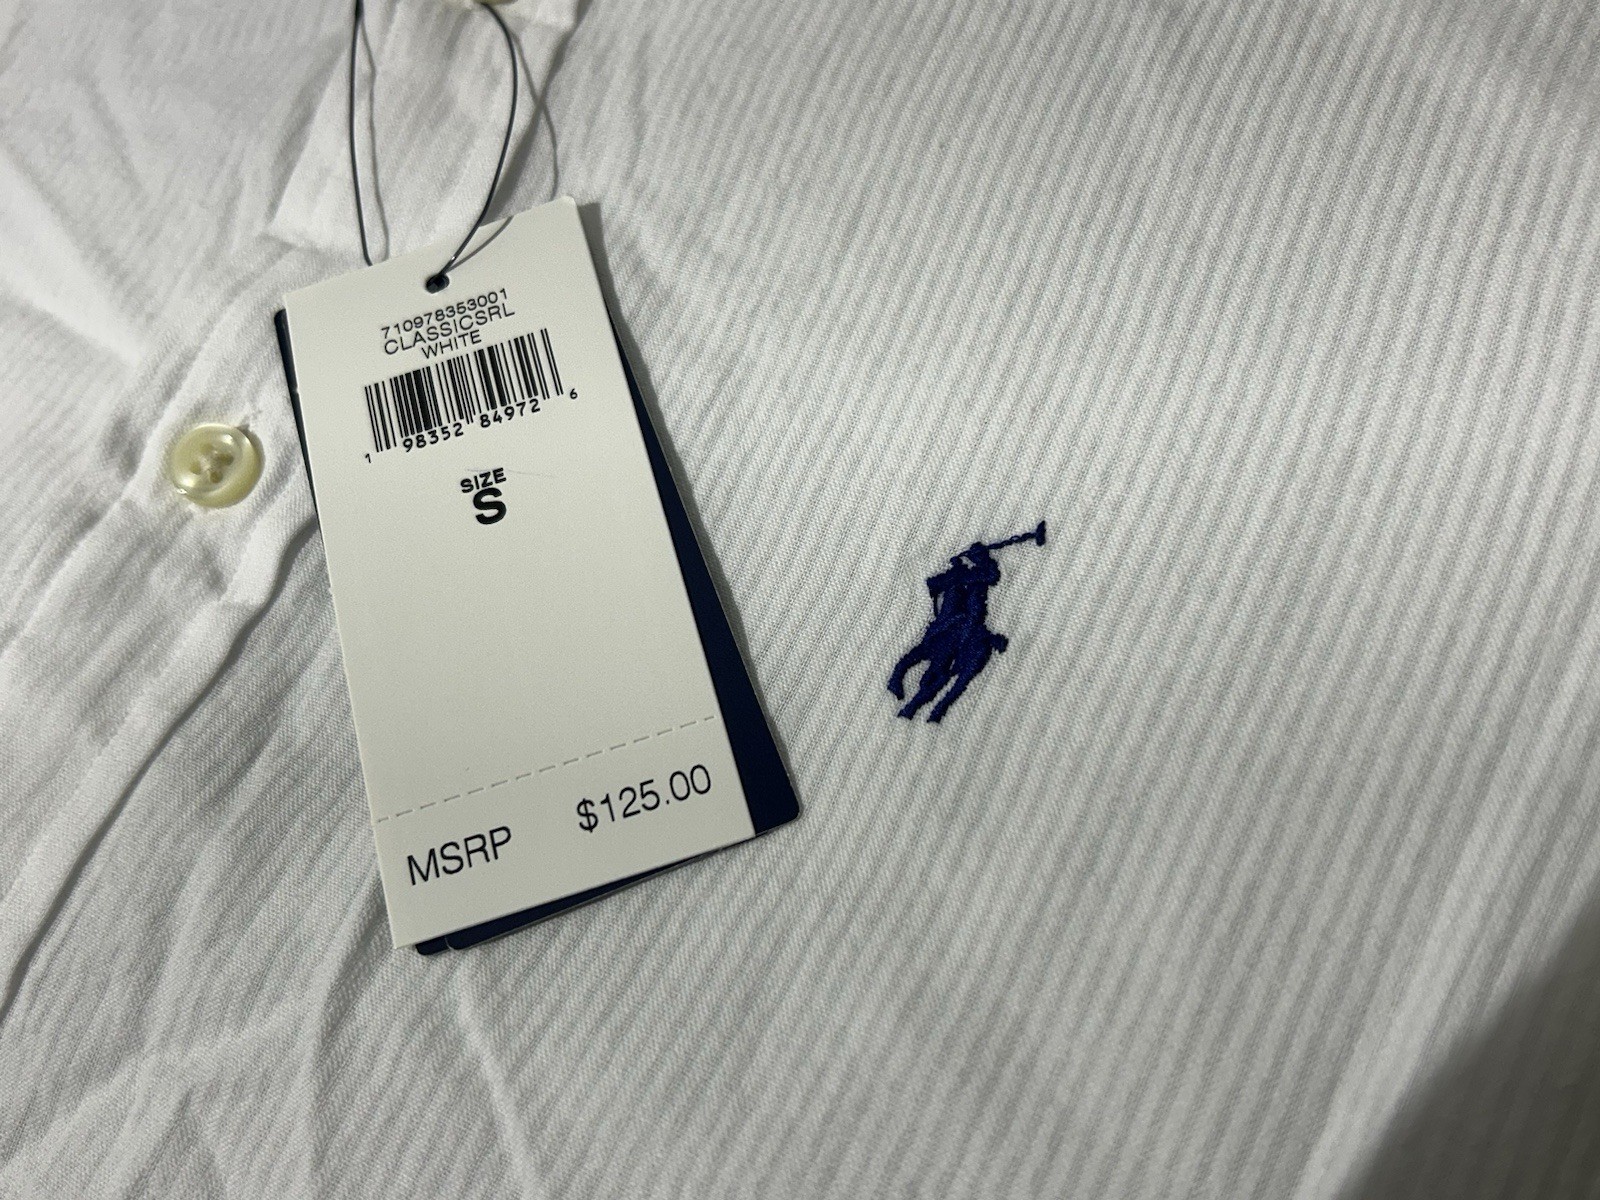 710978353001
CLASSICSRL
WHITE
1 98352 84972 6
SIZE
S
MSRP $125.00